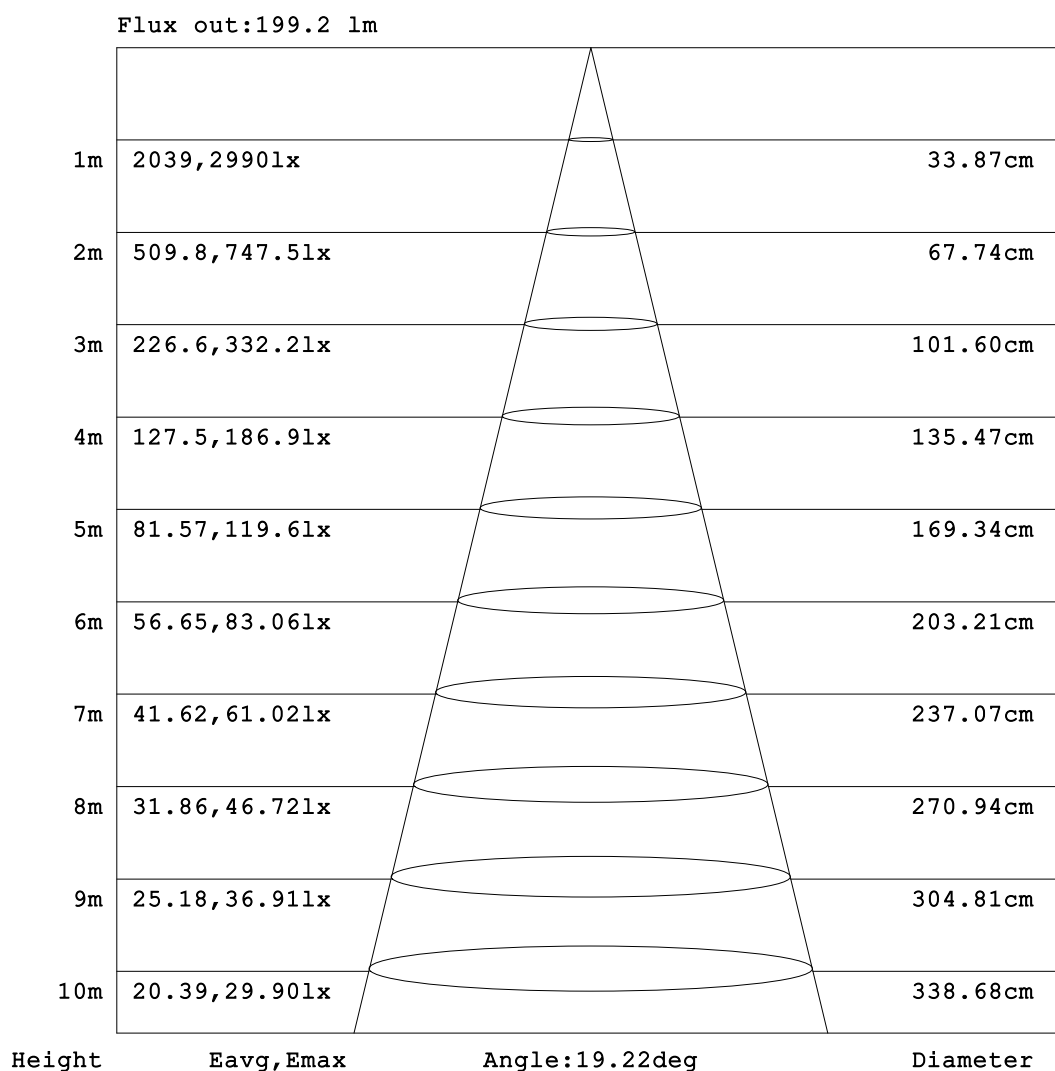 Flux out:199.2 lm
1m 2039,2990lx 33.87cm
2m 509.8,747.5lx 67.74cm
3m 226.6,332.2lx 101.60cm
4m 127.5,186.9lx 135.47cm
5m 81.57,119.6lx 169.34cm
6m 56.65,83.06lx 203.21cm
7m 41.62,61.02lx 237.07cm
8m 31.86,46.72lx 270.94cm
9m 25.18,36.91lx 304.81cm
10m 20.39,29.90lx 338.68cm
Height Eavg,Emax Angle:19.22deg Diameter